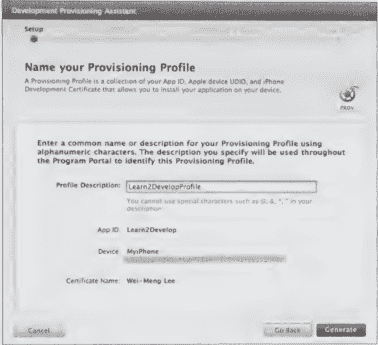 Development Provisioning Assistant
Setup
Name your Provisioning Profile
A Provisioning Profile is a collection of your App ID, Apple device UDID, and iPhone
Development Certificate that allows you to install your application on your device.
PROV
Enter a common name or description for your Provisioning Profile using
alphanumeric characters. The description you specify will be used throughout
the Program Portal to identify this Provisioning Profile.
Profile Description: Learn2DevelopProfile
You cannot use special characters such as @, &, *, " in your
description
App ID: Learn2Develop
Device: MyiPhone
Certificate Name: Wei-Meng Lee
Cancel
Go Back
Generate